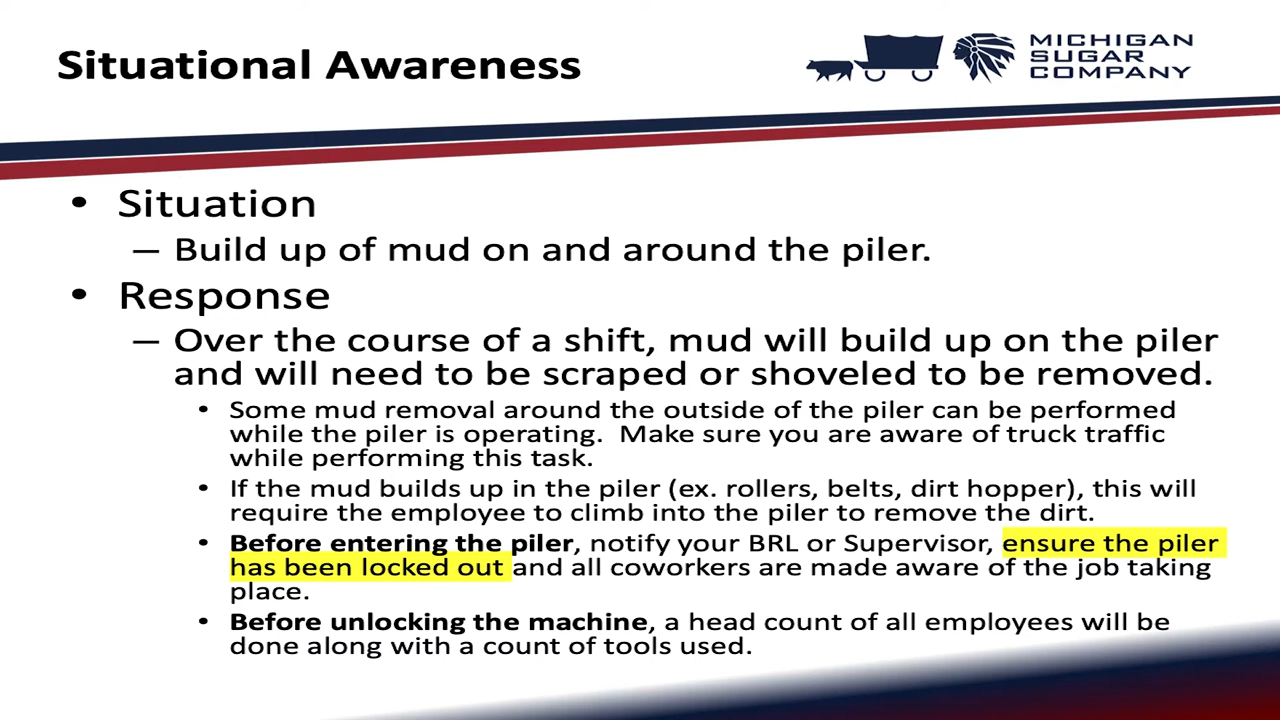 Situational Awareness
MICHIGAN
SUGAR
COMPANY
• Situation
– Build up of mud on and around the piler.
• Response
– Over the course of a shift, mud will build up on the piler
and will need to be scraped or shoveled to be removed.
• Some mud removal around the outside of the piler can be performed
while the piler is operating.  Make sure you are aware of truck traffic
while performing this task.
• If the mud builds up in the piler (ex. rollers, belts, dirt hopper), this will
require the employee to climb into the piler to remove the dirt.
• Before entering the piler, notify your BRL or Supervisor, ensure the piler
has been locked out and all coworkers are made aware of the job taking
place.
• Before unlocking the machine, a head count of all employees will be
done along with a count of tools used.